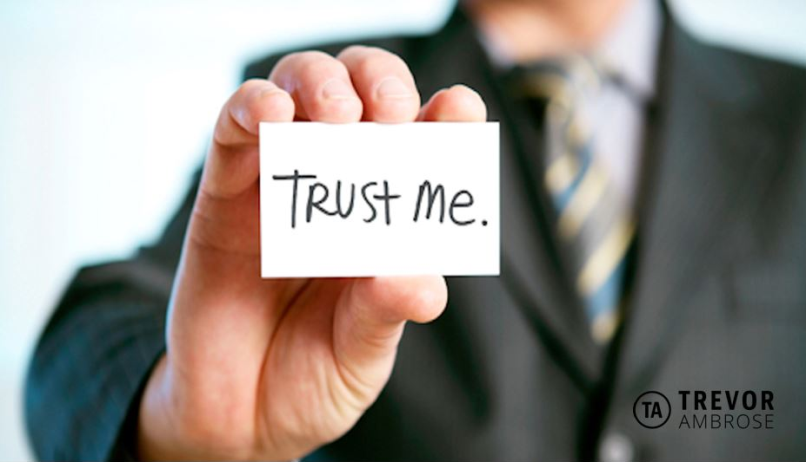 Trust me.
TA
TREVOR
AMBROSE